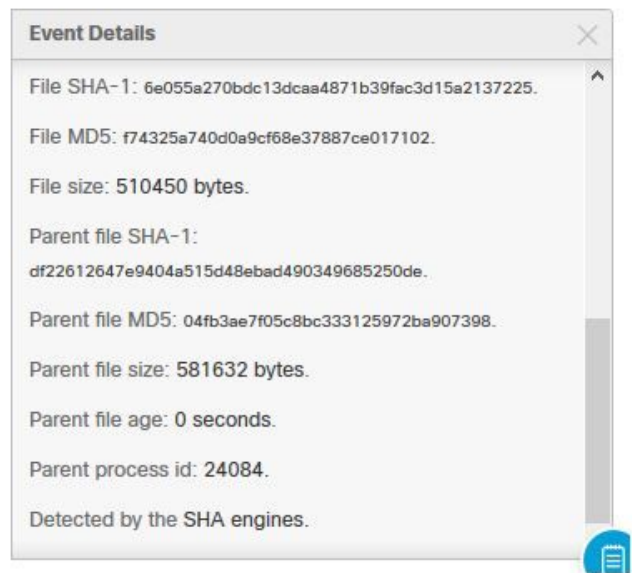 Event Details
File SHA-1: 6e055a270bdc13dcaa4871b39fac3d15a2137225.
File MD5: f74325a740d0a9cf68e37887ce017102.
File size: 510450 bytes.
Parent file SHA-1:
df22612647e9404a515d48ebad490349685250de.
Parent file MD5: 04fb3ae7f05c8bc333125972ba907398.
Parent file size: 581632 bytes.
Parent file age: 0 seconds.
Parent process id: 24084.
Detected by the SHA engines.